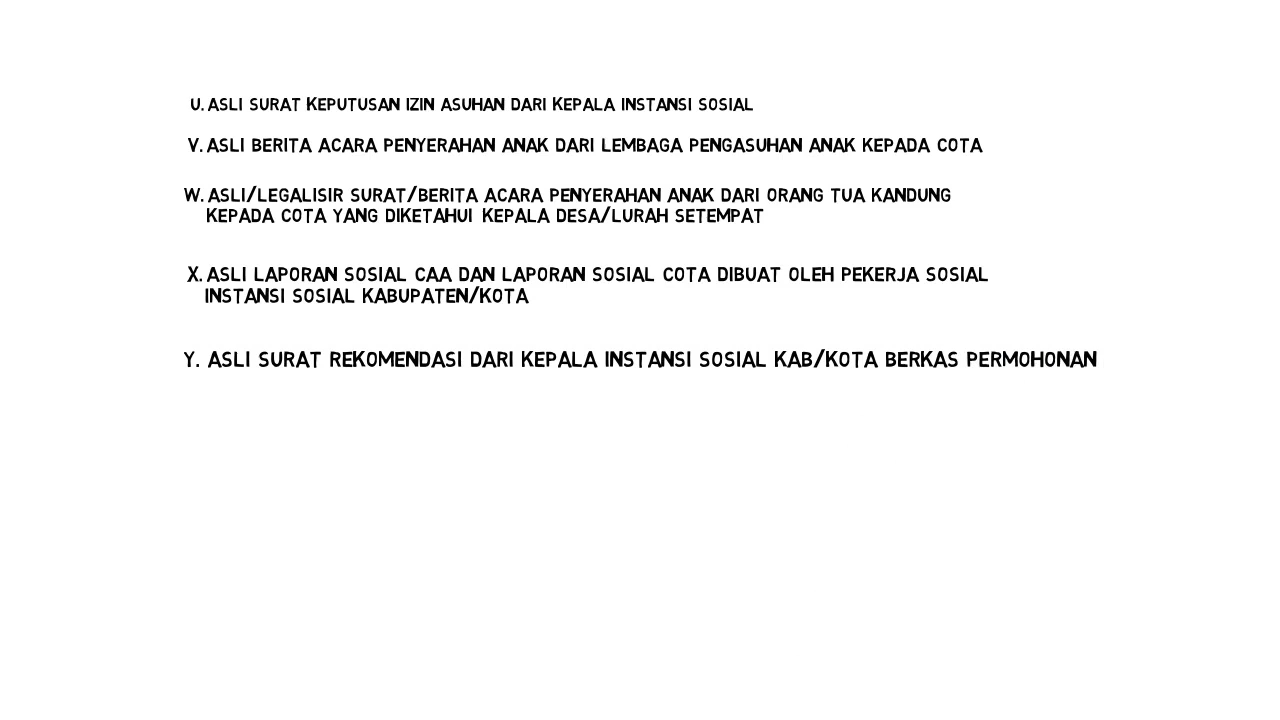 U. ASLI SURAT KEPUTUSAN IZIN ASUHAN DARI KEPALA INSTANSI SOSIAL
V. ASLI BERITA ACARA PENYERAHAN ANAK DARI LEMBAGA PENGASUHAN ANAK KEPADA COTA
W. ASLI/LEGALISIR SURAT/BERITA ACARA PENYERAHAN ANAK DARI ORANG TUA KANDUNG
KEPADA COTA YANG DIKETAHUI KEPALA DESA/LURAH SETEMPAT
X. ASLI LAPORAN SOSIAL CAA DAN LAPORAN SOSIAL COTA DIBUAT OLEH PEKERJA SOSIAL
INSTANSI SOSIAL KABUPATEN/KOTA
Y. ASLI SURAT REKOMENDASI DARI KEPALA INSTANSI SOSIAL KAB/KOTA BERKAS PERMOHONAN